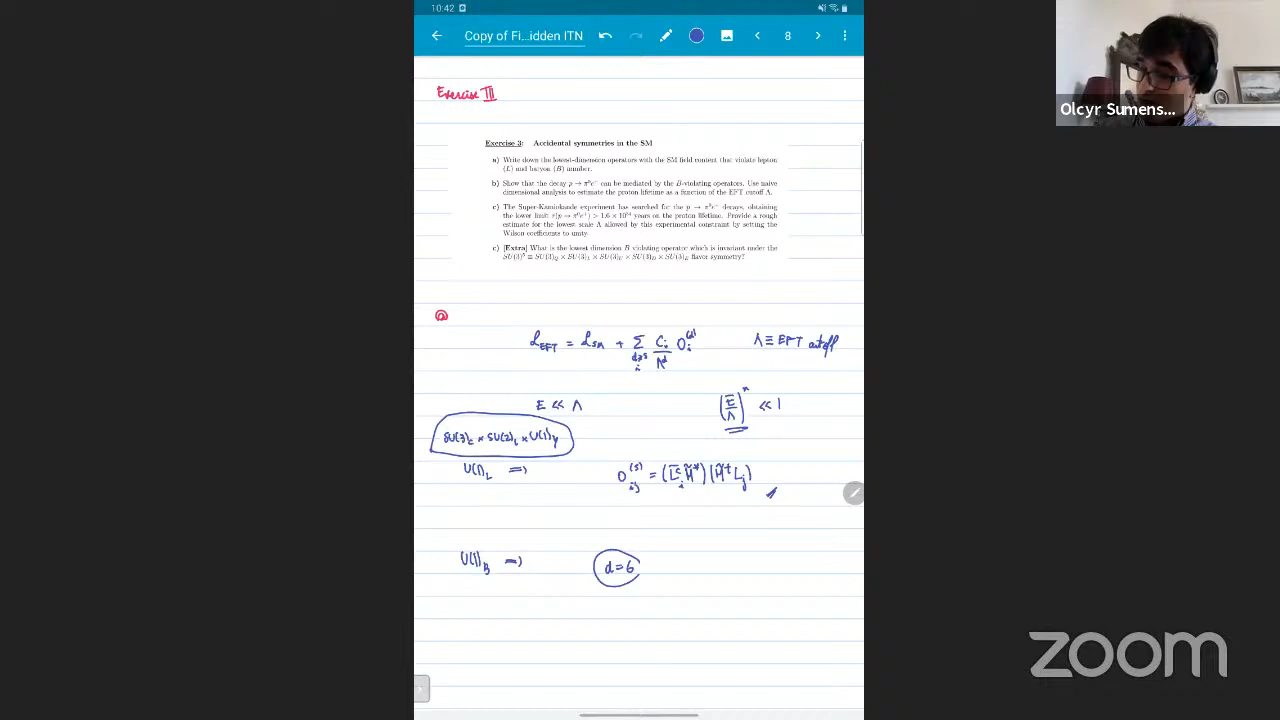 10:42
Copy of Fi...idden ITN
8
Olcyr Sumens...
Exercise III
Exercise 3: Accidental symmetries in the SM
a) Write down the lowest-dimension operators with the SM field content that violate lepton
(L) and baryon (B) number.
b) Show that the decay p → π⁰e⁺ can be mediated by the B-violating operators. Use naive
dimensional analysis to estimate the proton lifetime as a function of the EFT cutoff Λ.
c) The Super-Kamiokande experiment has searched for the p → π⁰e⁺ decays, obtaining
the lower limit τ(p → π⁰e⁺) > 1.6 × 10³⁴ years on the proton lifetime. Provide a rough
estimate for the lowest scale Λ allowed by this experimental constraint by setting the
Wilson coefficients to unity.
c) [Extra] What is the lowest dimension B violating operator which is invariant under the
SU(3)⁵ ≡ SU(3)_Q × SU(3)_L × SU(3)_U × SU(3)_D × SU(3)_E flavor symmetry?
a
L_EFT = L_SM + Σ_{d≥5, i} C_i/Λ^d O_i^(d) Λ ≡ EFT cutoff
E << Λ (E/Λ)^n << 1
SU(3)_c × SU(2)_L × U(1)_Y
U(1)_L ⇒ O_ij^(5) = (L̄^c_i H̃*)(H̃† L_j)
U(1)_B ⇒ d=6
zoom